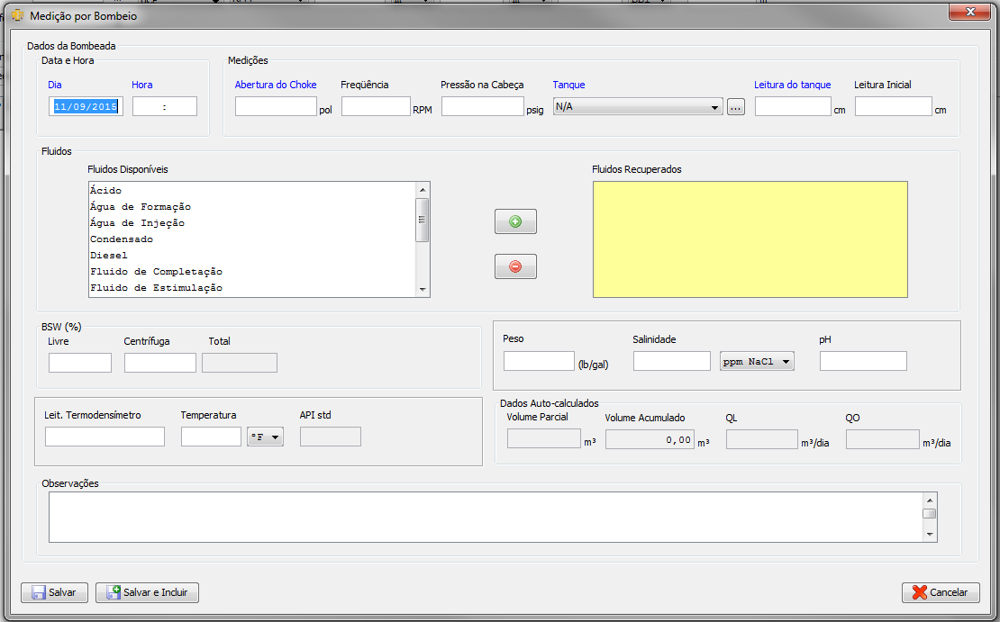 Medição por Bombeio
Dados da Bombeada
Data e Hora
Medições
Dia
Hora
Abertura do Choke
Freqüência
Pressão na Cabeça
Tanque
Leitura do tanque
Leitura Inicial
11/09/2015
:
pol
RPM
psig
N/A
...
cm
cm
Fluidos
Fluidos Disponíveis
Fluidos Recuperados
Ácido
Água de Formação
Água de Injeção
Condensado
Diesel
Fluido de Completação
Fluido de Estimulação
BSW (%)
Livre
Centrífuga
Total
Peso
Salinidade
pH
(lb/gal)
ppm NaCl
Leit. Termodensímetro
Temperatura
API std
°F
Dados Auto-calculados
Volume Parcial
Volume Acumulado
QL
QO
m³
0,00
m³
m³/dia
m³/dia
Observações
Salvar
Salvar e Incluir
Cancelar